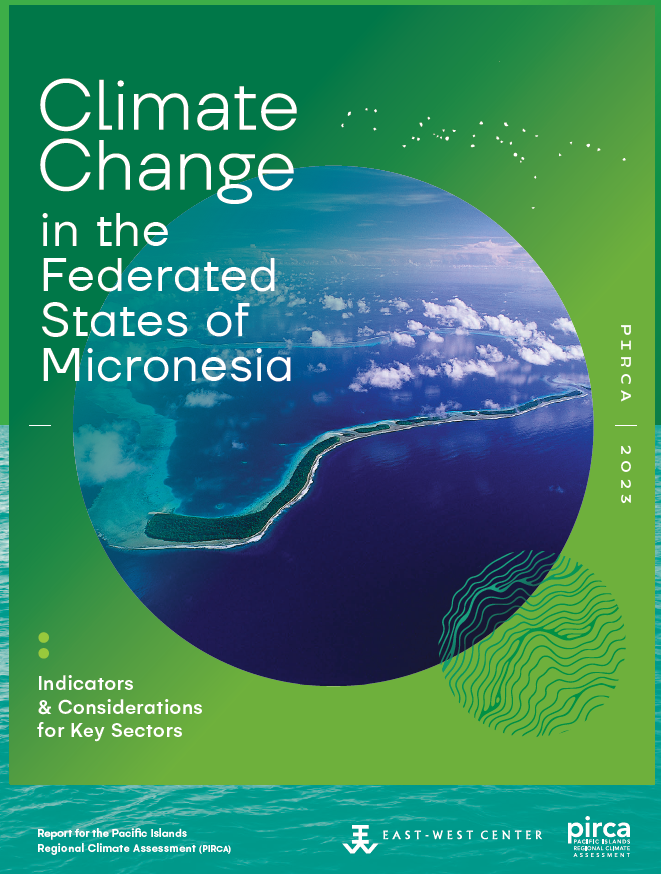 Climate
Change
in the
Federated
States of
Micronesia
PIRCA
2023
Indicators
& Considerations
for Key Sectors
Report for the Pacific Islands
Regional Climate Assessment (PIRCA)
EAST-WEST CENTER
pirca
PACIFIC ISLANDS
REGIONAL CLIMATE
ASSESSMENT